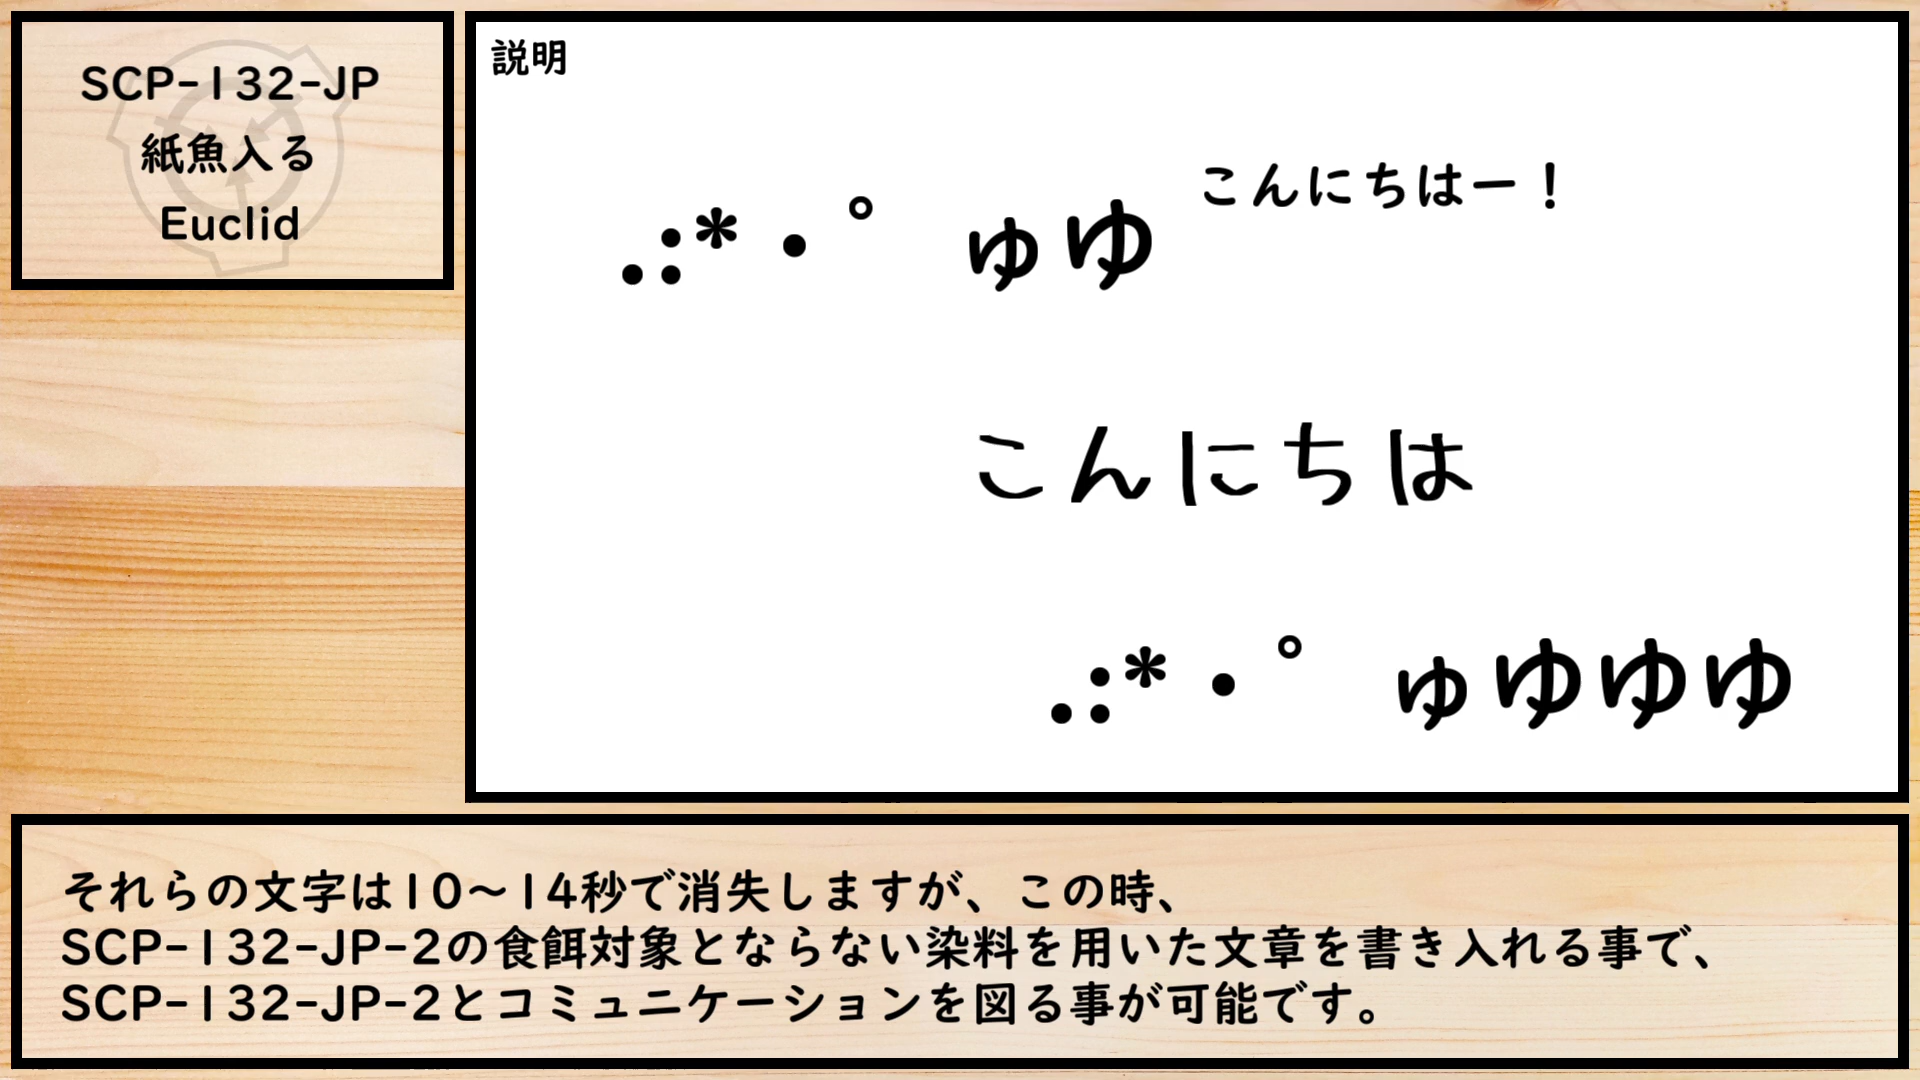 SCP-132-JP
紙魚入る
Euclid
説明
.:*・゜ゅゆ
こんにちはー！
こんにちは
.:*・゜ゅゆゆゆ
それらの文字は10～14秒で消失しますが、この時、
SCP-132-JP-2の食餌対象とならない染料を用いた文章を書き入れる事で、
SCP-132-JP-2とコミュニケーションを図る事が可能です。